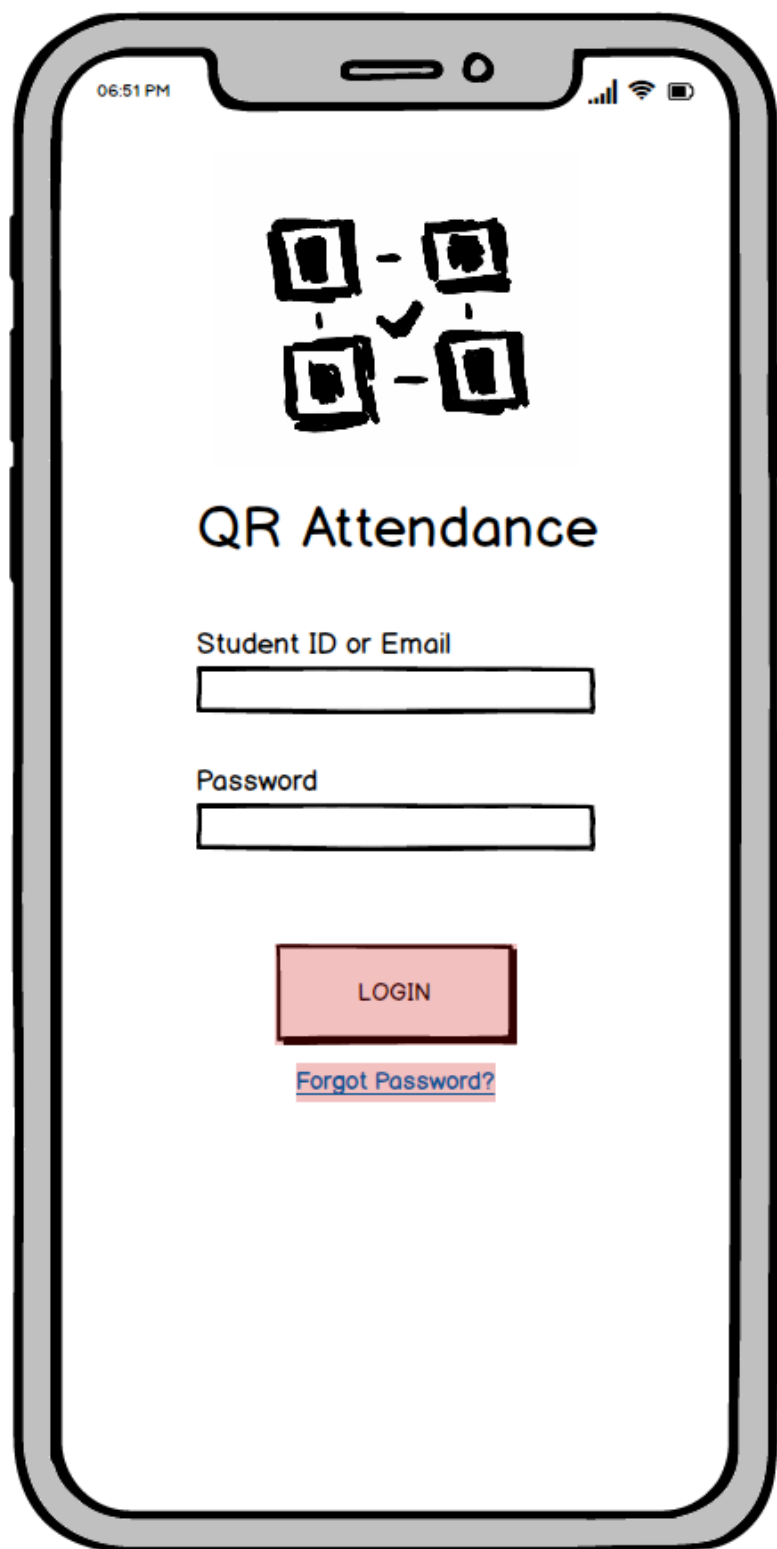 06:51 PM
QR Attendance
Student ID or Email
Password
LOGIN
Forgot Password?